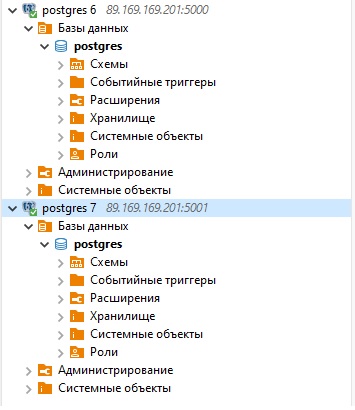 postgres 6 89.169.169.201:5000
Базы данных
postgres
Схемы
Событийные триггеры
Расширения
Хранилище
Системные объекты
Роли
Администрирование
Системные объекты
postgres 7 89.169.169.201:5001
Базы данных
postgres
Схемы
Событийные триггеры
Расширения
Хранилище
Системные объекты
Роли
Администрирование
Системные объекты